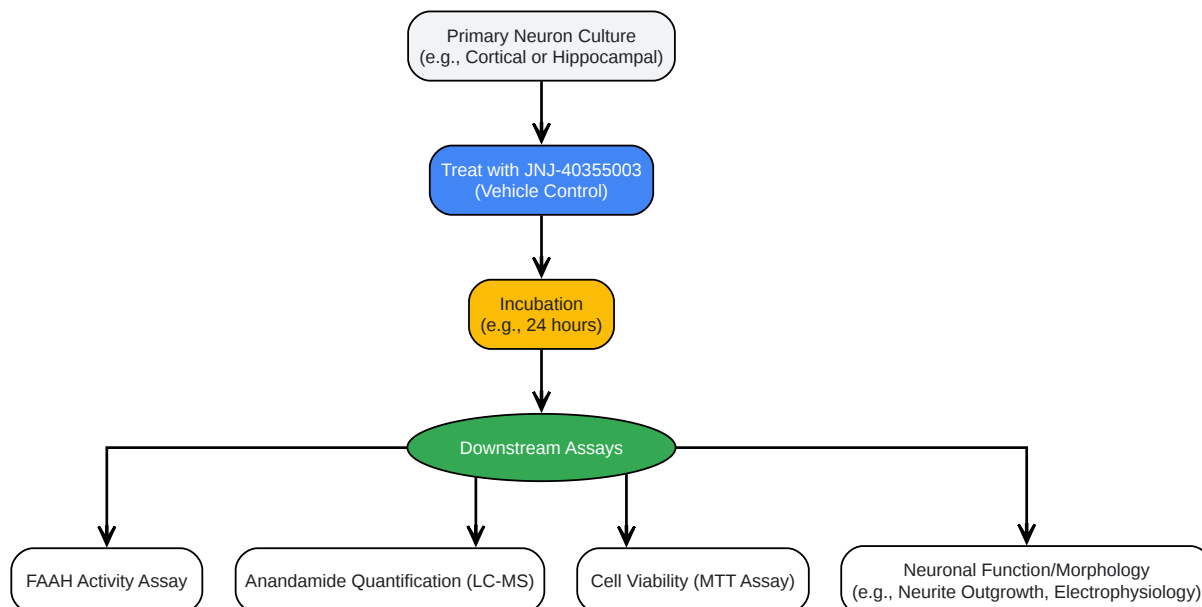 Primary Neuron Culture
(e.g., Cortical or Hippocampal)
Treat with JNJ-40355003
(Vehicle Control)
Incubation
(e.g., 24 hours)
Downstream Assays
FAAH Activity Assay
Anandamide Quantification (LC-MS)
Cell Viability (MTT Assay)
Neuronal Function/Morphology
(e.g., Neurite Outgrowth, Electrophysiology)